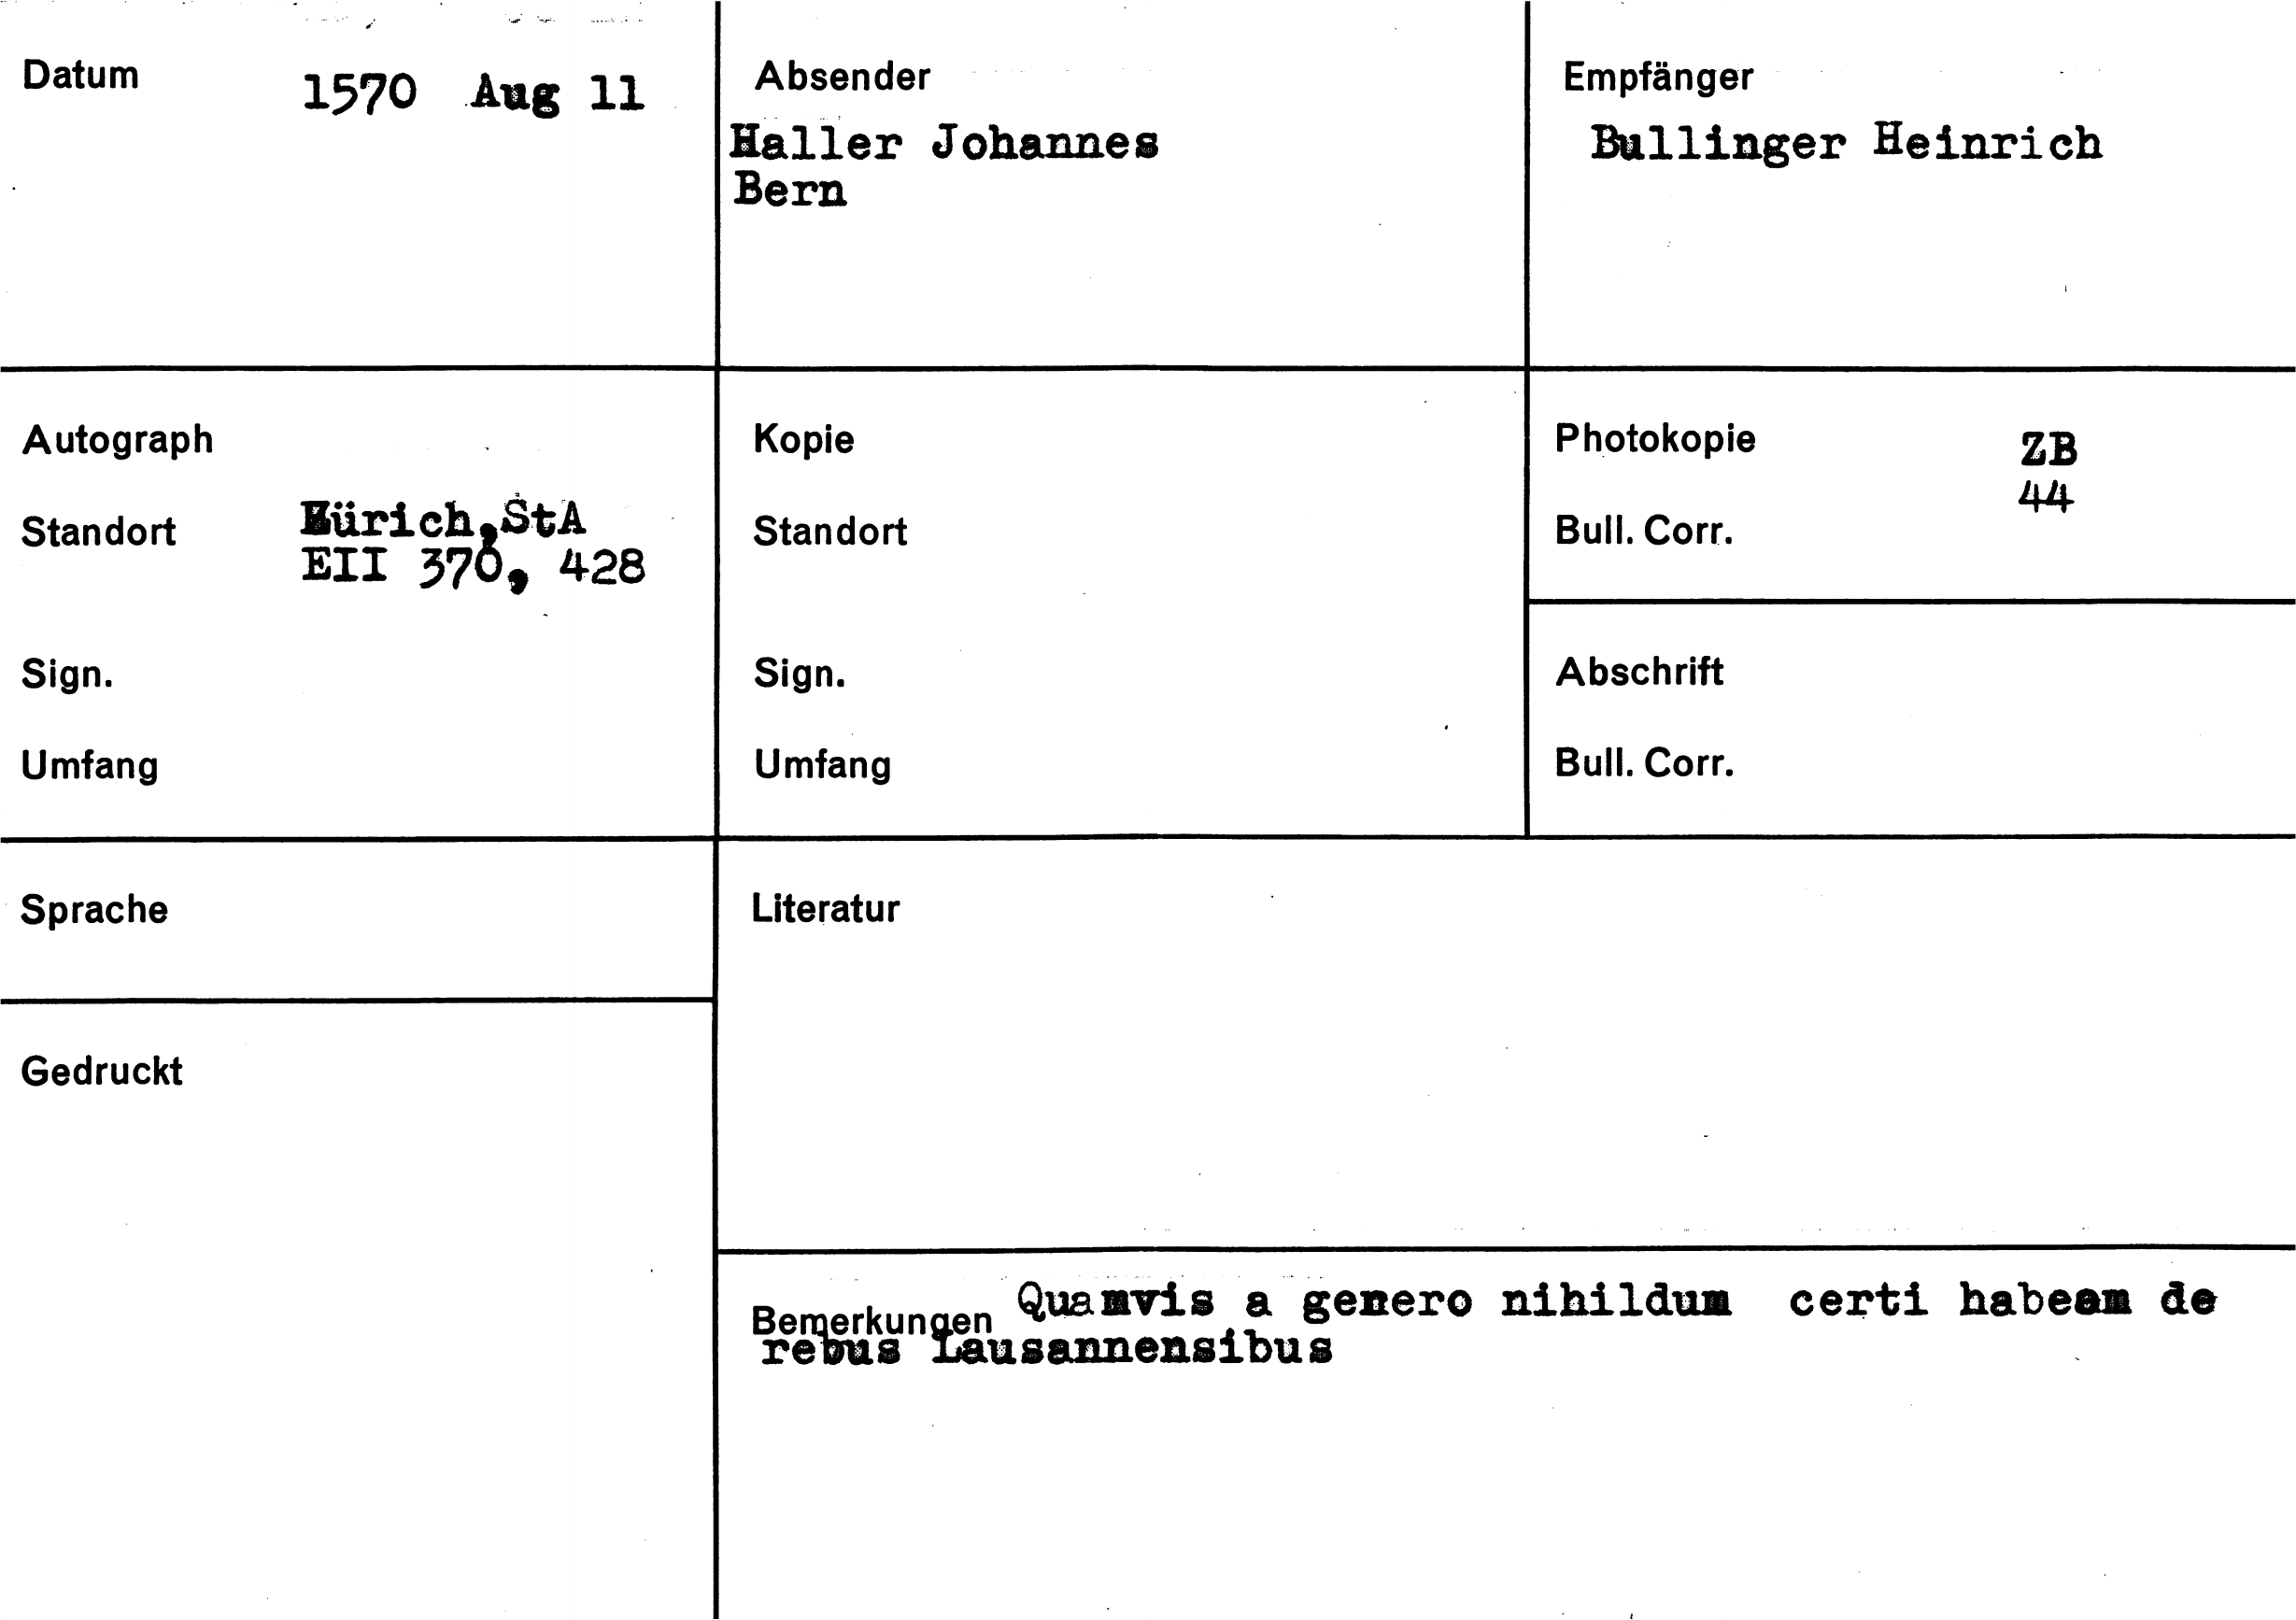 Datum 1570 Aug 11
Absender
Haller Johannes
Bern
Empfänger
Bullinger Heinrich
Autograph
Standort Zürich,StA
EII 370, 428
Sign.
Umfang
Kopie
Standort
Sign.
Umfang
Photokopie ZB
44
Bull. Corr.
Abschrift
Bull. Corr.
Sprache
Gedruckt
Literatur
Bemerkungen Quamvis a genero nihildum certi habeam de
rebus Lausannensibus